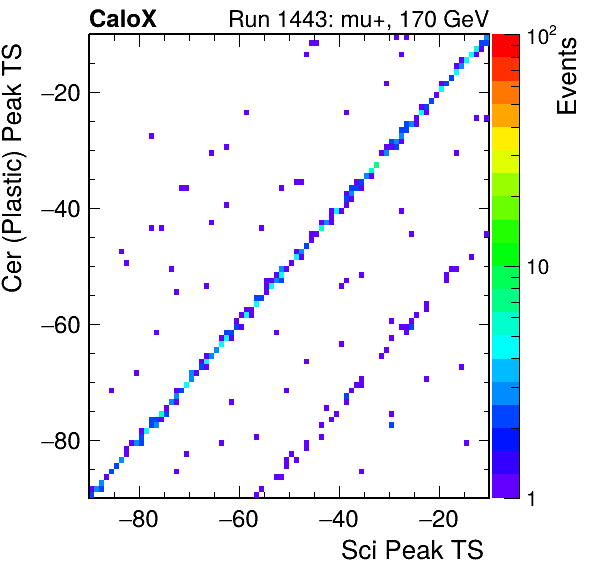 CaloX Run 1443: mu+, 170 GeV
Cer (Plastic) Peak TS
−20
−40
−60
−80
−80 −60 −40 −20
Sci Peak TS
10²
10
1
Events